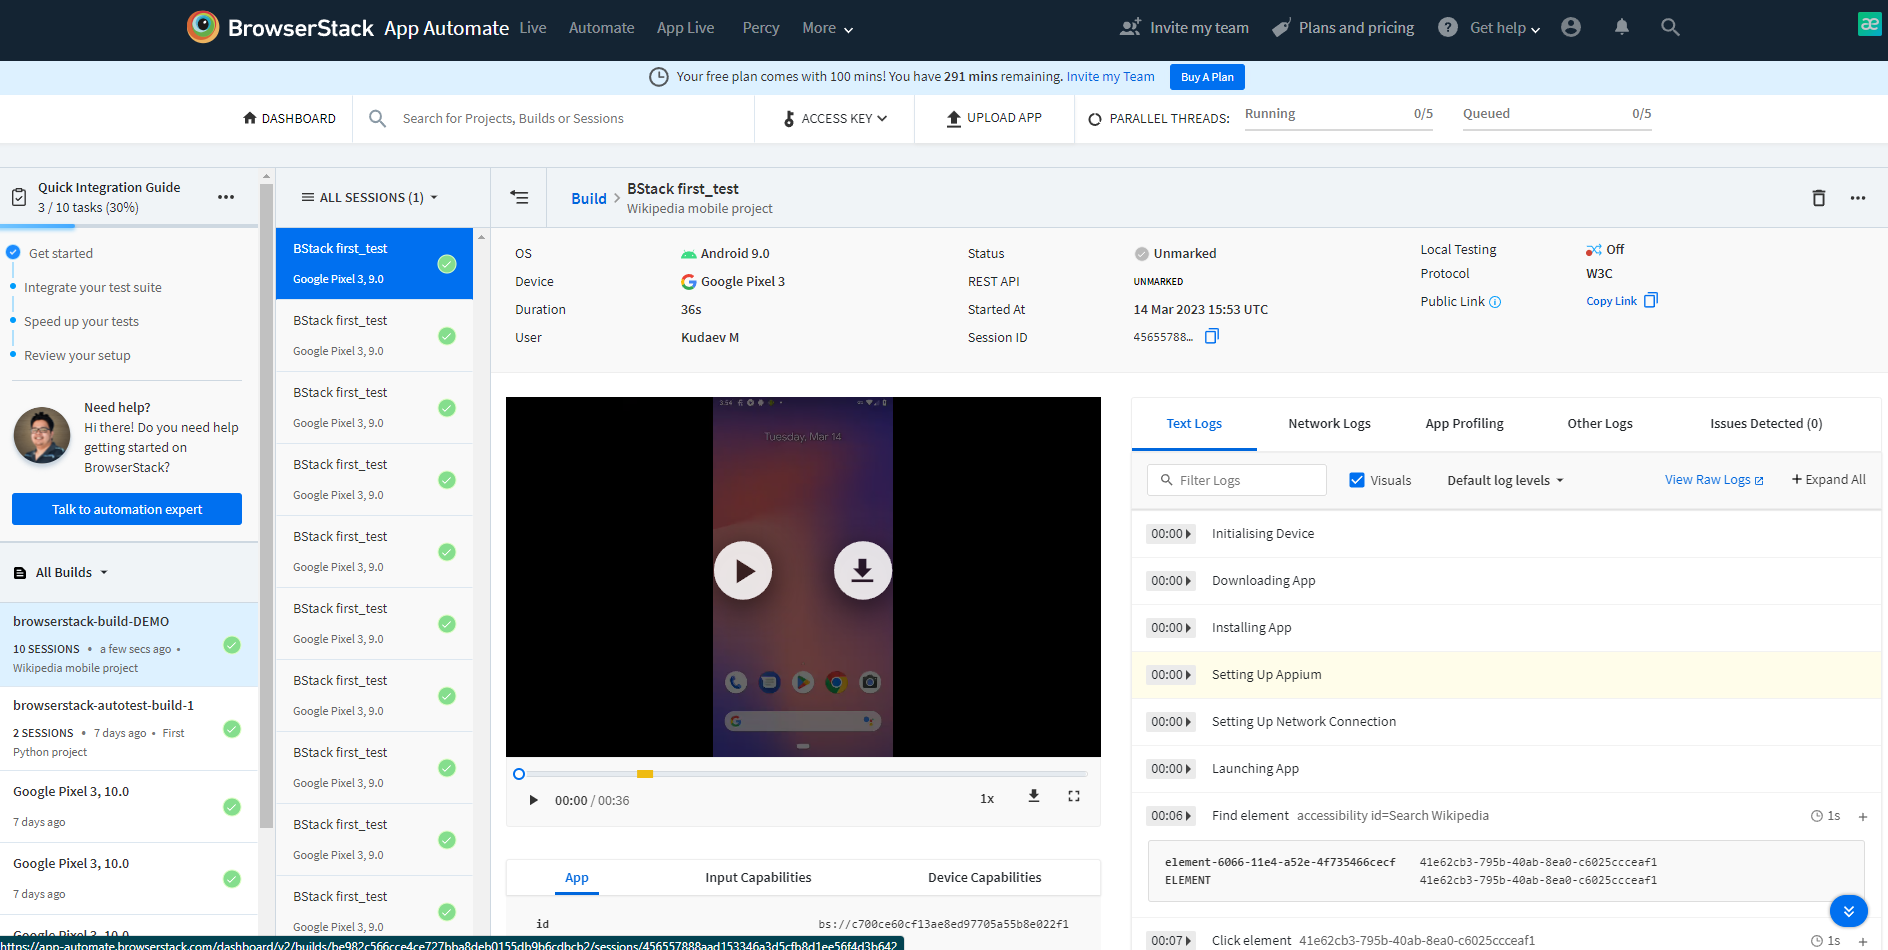 BrowserStack App Automate Live Automate App Live Percy More
Invite my team Plans and pricing ? Get help
æ
Your free plan comes with 100 mins! You have 291 mins remaining. Invite my Team Buy A Plan
DASHBOARD
Search for Projects, Builds or Sessions
ACCESS KEY
UPLOAD APP
PARALLEL THREADS:
Running 0/5
Queued 0/5
Quick Integration Guide
3 / 10 tasks (30%)
Get started
Integrate your test suite
Speed up your tests
Review your setup
Need help?
Hi there! Do you need help
getting started on
BrowserStack?
Talk to automation expert
All Builds
browserstack-build-DEMO
10 SESSIONS • a few secs ago •
Wikipedia mobile project
browserstack-autotest-build-1
2 SESSIONS • 7 days ago • First
Python project
Google Pixel 3, 10.0
7 days ago
Google Pixel 3, 10.0
7 days ago
Google Pixel 3, 10.0
ALL SESSIONS (1)
BStack first_test
Google Pixel 3, 9.0
BStack first_test
Google Pixel 3, 9.0
BStack first_test
Google Pixel 3, 9.0
BStack first_test
Google Pixel 3, 9.0
BStack first_test
Google Pixel 3, 9.0
BStack first_test
Google Pixel 3, 9.0
BStack first_test
Google Pixel 3, 9.0
BStack first_test
Google Pixel 3, 9.0
BStack first_test
Google Pixel 3, 9.0
BStack first_test
Google Pixel 3, 9.0
Build > BStack first_test
Wikipedia mobile project
OS Android 9.0
Device Google Pixel 3
Duration 36s
User Kudaev M
Status Unmarked
REST API UNMARKED
Started At 14 Mar 2023 15:53 UTC
Session ID 45655788...
Local Testing Off
Protocol W3C
Public Link Copy Link
3:54
Tuesday, Mar 14
00:00 / 00:36
1x
App Input Capabilities Device Capabilities
id bs://c700ce60cf13ae8ed97705a55b8e022f1
Text Logs Network Logs App Profiling Other Logs Issues Detected (0)
Filter Logs
Visuals
Default log levels
View Raw Logs
+ Expand All
00:00 Initialising Device
00:00 Downloading App
00:00 Installing App
00:00 Setting Up Appium
00:00 Setting Up Network Connection
00:00 Launching App
00:06 Find element accessibility id=Search Wikipedia 1s +
element-6066-11e4-a52e-4f735466cecf 41e62cb3-795b-40ab-8ea0-c6025ccceaf1
ELEMENT 41e62cb3-795b-40ab-8ea0-c6025ccceaf1
00:07 Click element 41e62cb3-795b-40ab-8ea0-c6025ccceaf1 1s +
https://app-automate.browserstack.com/dashboard/v2/builds/be982c566cce4ce727bba8deb0155db9b6cdbcb2/sessions/456557888aad153346a3d5cfb8d1ee56f4d3b642